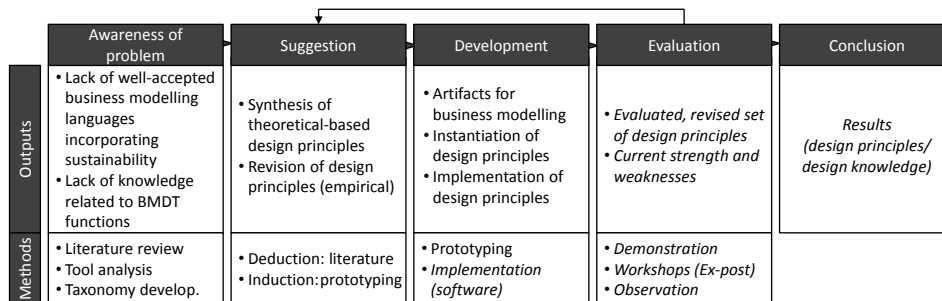 Awareness of
problem
Suggestion
Development
Evaluation
Conclusion
Outputs
• Lack of well-accepted
business modelling
languages
incorporating
sustainability
• Lack of knowledge
related to BMDT
functions
• Synthesis of
theoretical-based
design principles
• Revision of design
principles (empirical)
• Artifacts for
business modelling
• Instantiation of
design principles
• Implementation of
design principles
• Evaluated, revised set
of design principles
• Current strength and
weaknesses
Results
(design principles/
design knowledge)
Methods
• Literature review
• Tool analysis
• Taxonomy develop.
• Deduction: literature
• Induction: prototyping
• Prototyping
• Implementation
(software)
• Demonstration
• Workshops (Ex-post)
• Observation